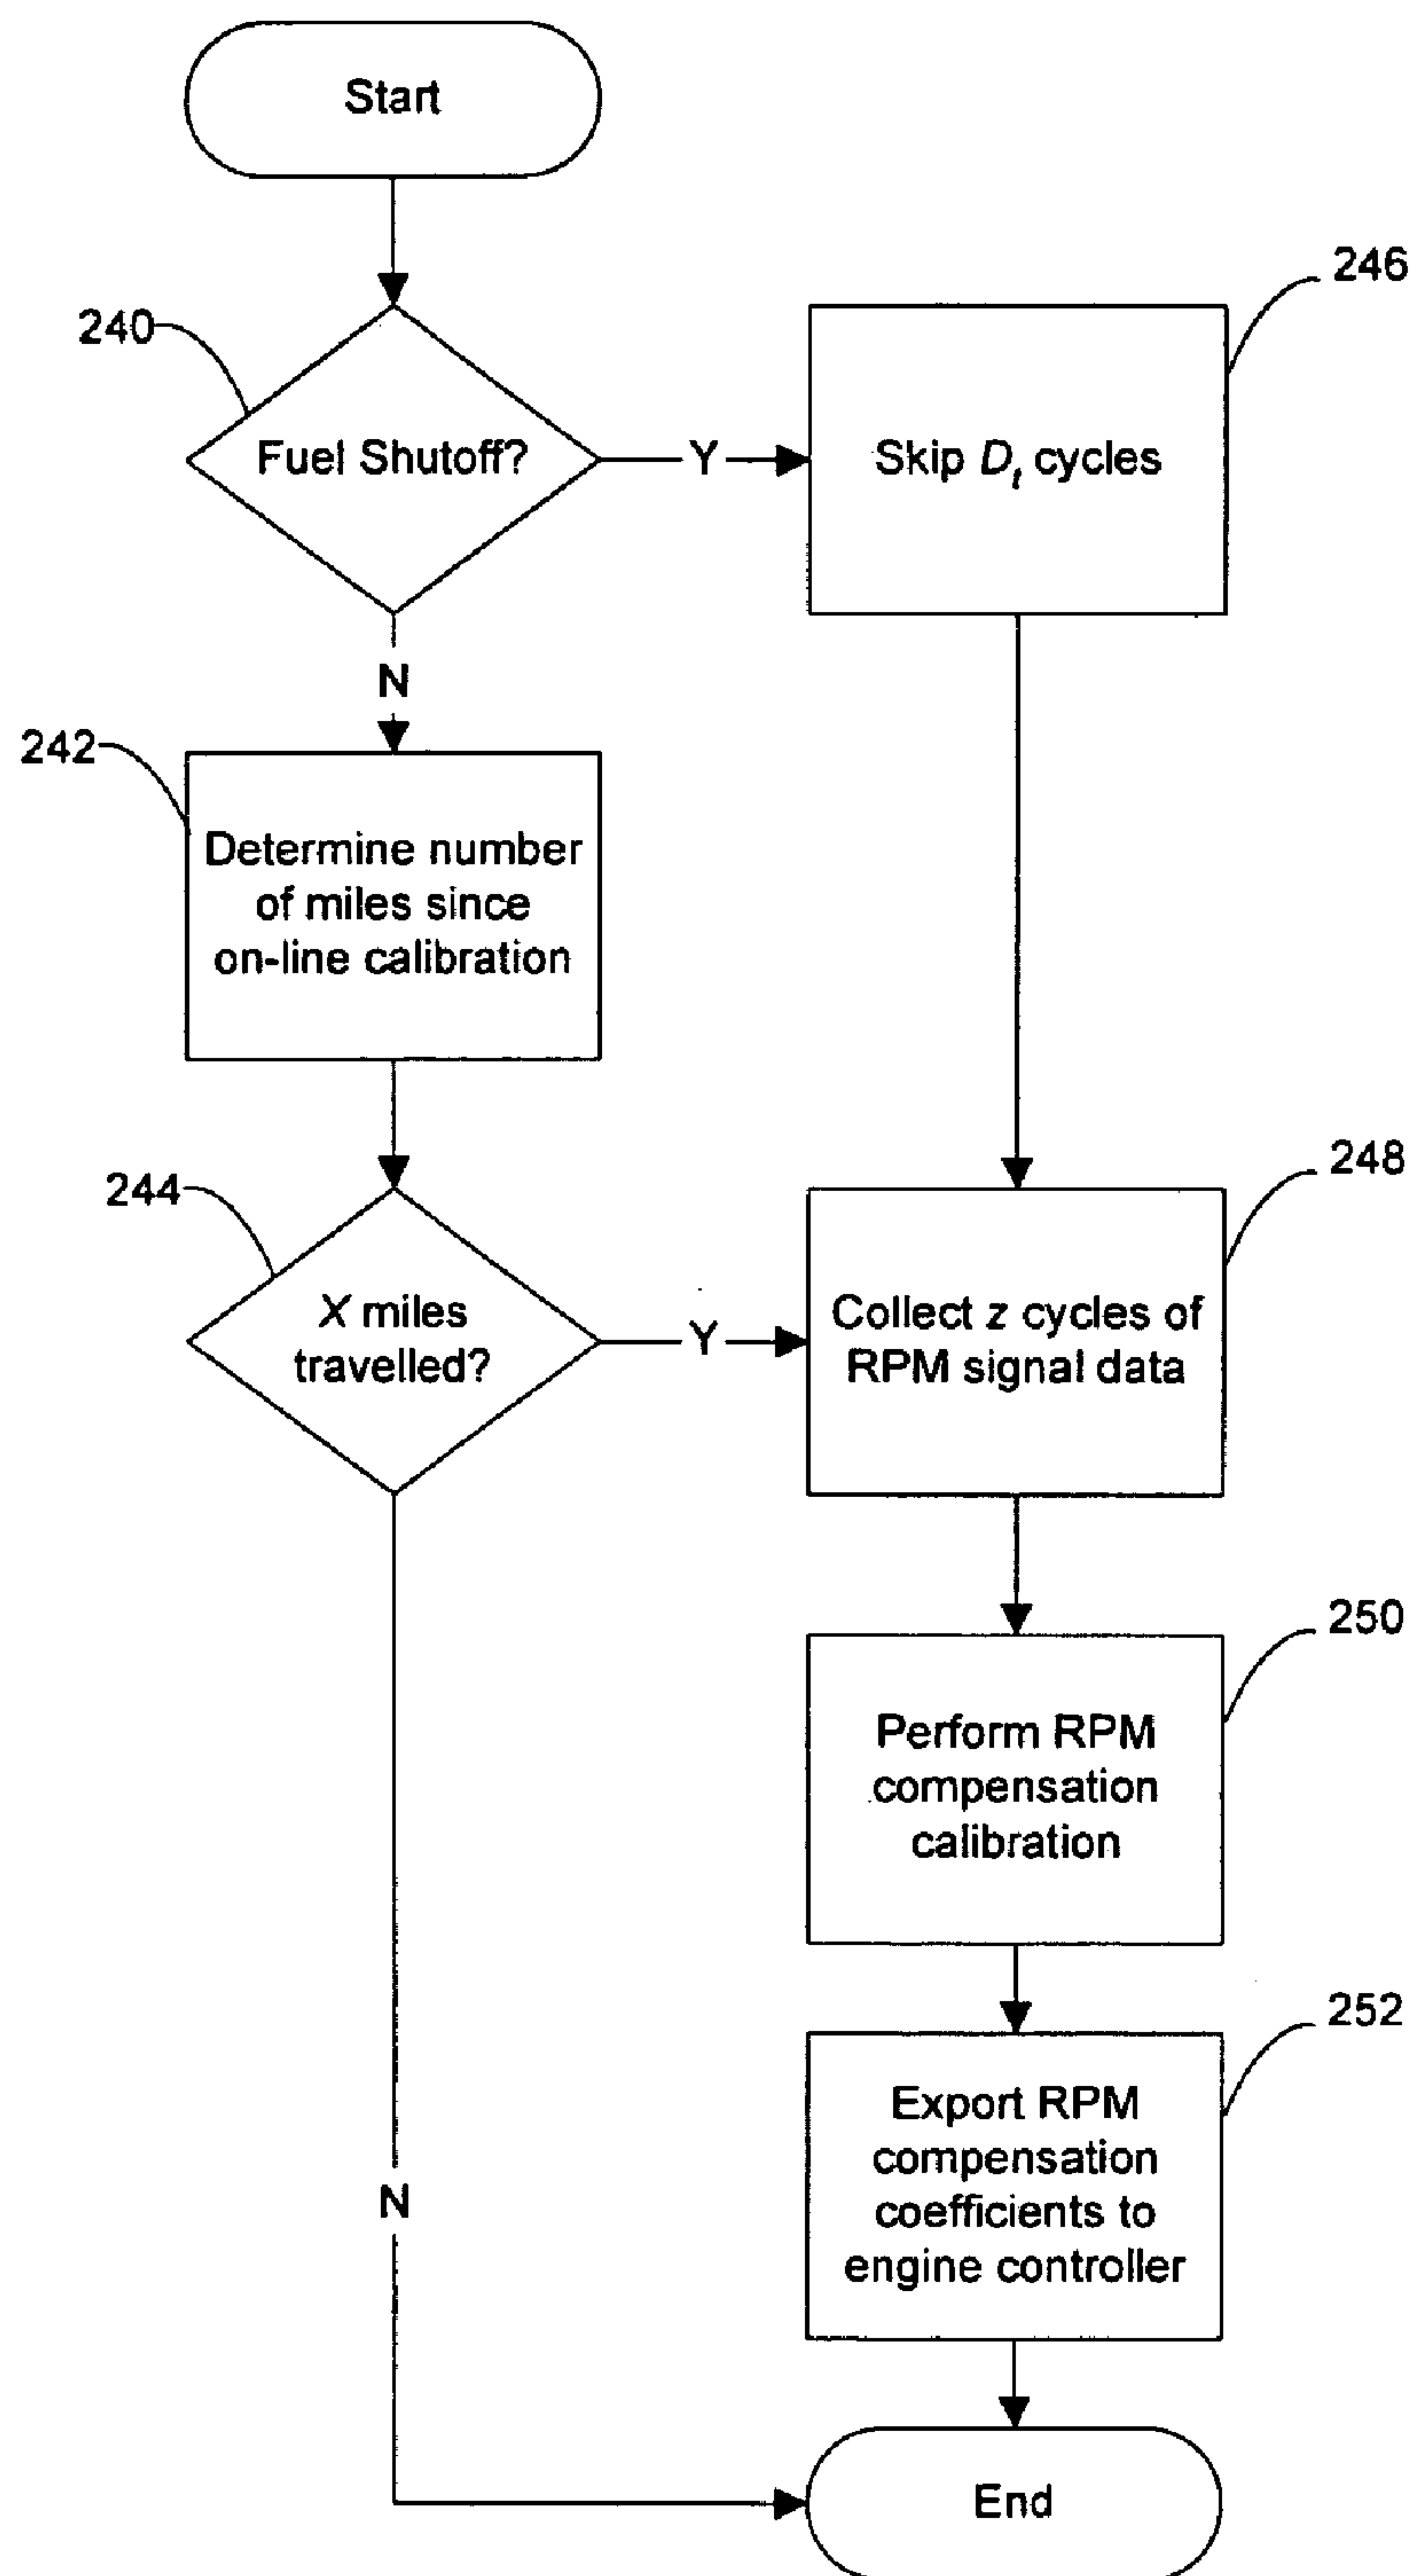 Start
240
Fuel Shutoff?
Y
246
Skip Dt cycles
N
242
Determine number
of miles since
on-line calibration
244
X miles
travelled?
Y
248
Collect z cycles of
RPM signal data
250
Perform RPM
compensation
calibration
252
Export RPM
compensation
coefficients to
engine controller
N
End